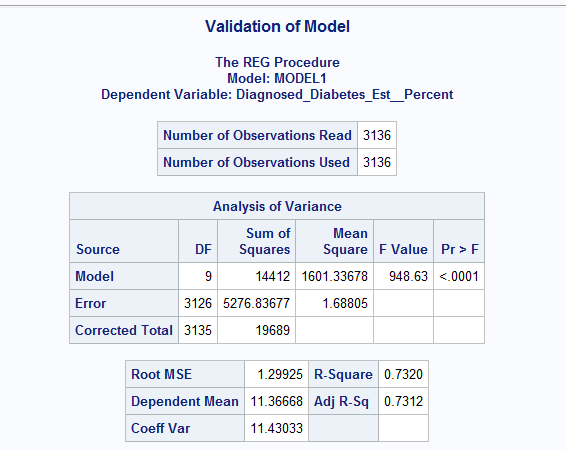 Validation of Model
The REG Procedure
Model: MODEL1
Dependent Variable: Diagnosed_Diabetes_Est__Percent
Number of Observations Read 3136
Number of Observations Used 3136
Analysis of Variance
Source DF Sum of Squares Mean Square F Value Pr > F
Model 9 14412 1601.33678 948.63 <.0001
Error 3126 5276.83677 1.68805
Corrected Total 3135 19689
Root MSE 1.29925 R-Square 0.7320
Dependent Mean 11.36668 Adj R-Sq 0.7312
Coeff Var 11.43033